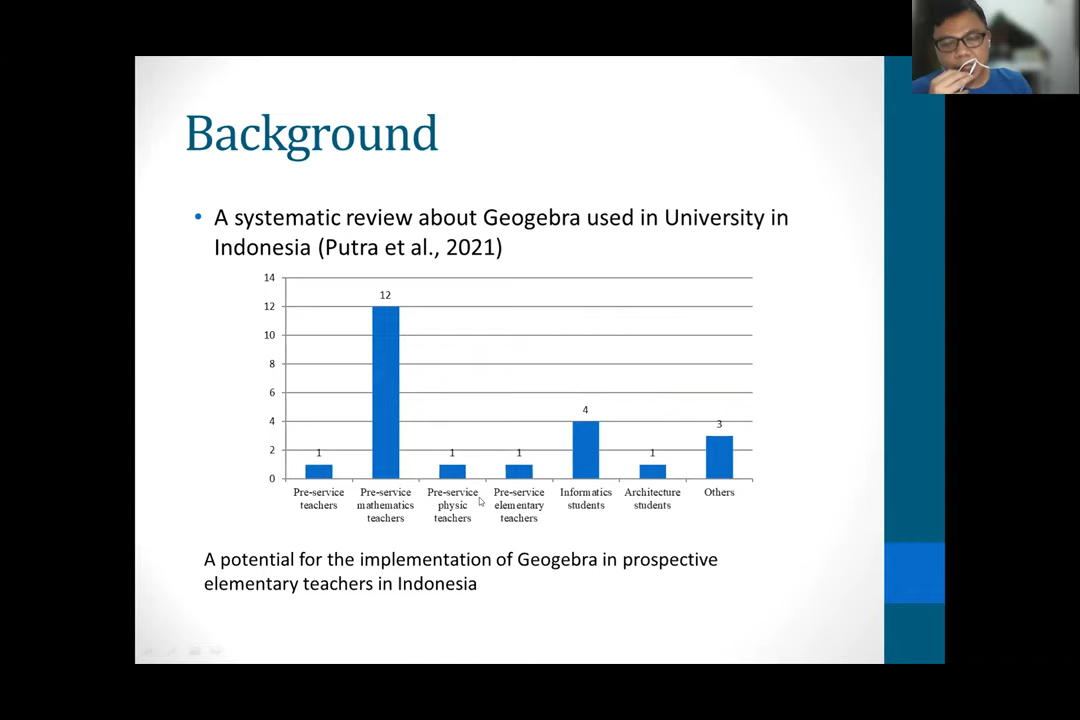 Background
• A systematic review about Geogebra used in University in
Indonesia (Putra et al., 2021)
14
12
10
8
6
4
2
0
1
12
1
1
4
1
3
Pre-service
teachers
Pre-service
mathematics
teachers
Pre-service
physic
teachers
Pre-service
elementary
teachers
Informatics
students
Architecture
students
Others
A potential for the implementation of Geogebra in prospective
elementary teachers in Indonesia